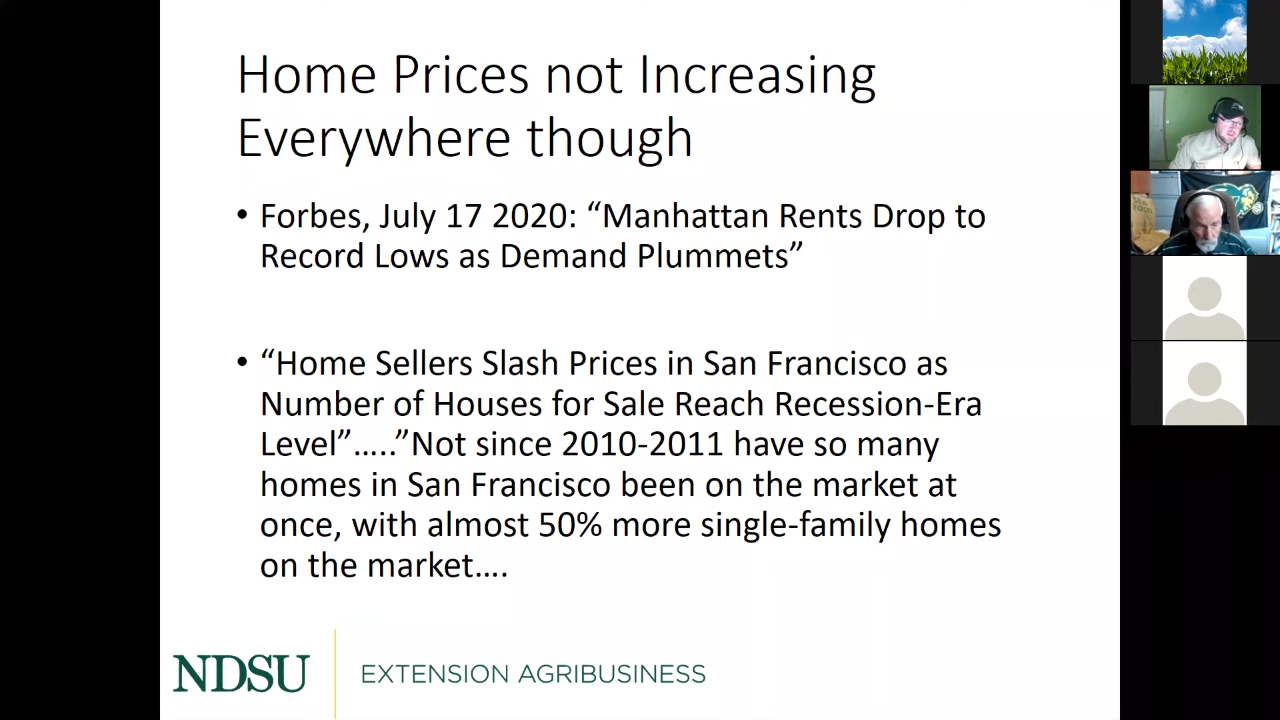 Home Prices not Increasing
Everywhere though
• Forbes, July 17 2020: “Manhattan Rents Drop to
Record Lows as Demand Plummets”
• “Home Sellers Slash Prices in San Francisco as
Number of Houses for Sale Reach Recession-Era
Level”…..”Not since 2010-2011 have so many
homes in San Francisco been on the market at
once, with almost 50% more single-family homes
on the market….
NDSU EXTENSION AGRIBUSINESS